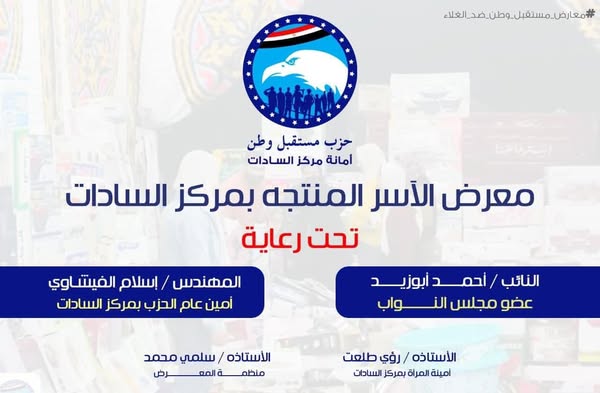 #معارض_مستقبل_وطن_ضد_الغلاء
حزب مستقبل وطن
أمانة مركز السادات
معرض الآسر المنتجه بمركز السادات
تحت رعاية
النائب / أحمد أبوزيد
عضو مجلس النواب
المهندس / إسلام الفيشاوي
أمين عام الحزب بمركز السادات
الأستاذه / رؤي طلعت
أمينة المرأة بمركز السادات
الأستاذه / سلمي محمد
منظمة المعرض